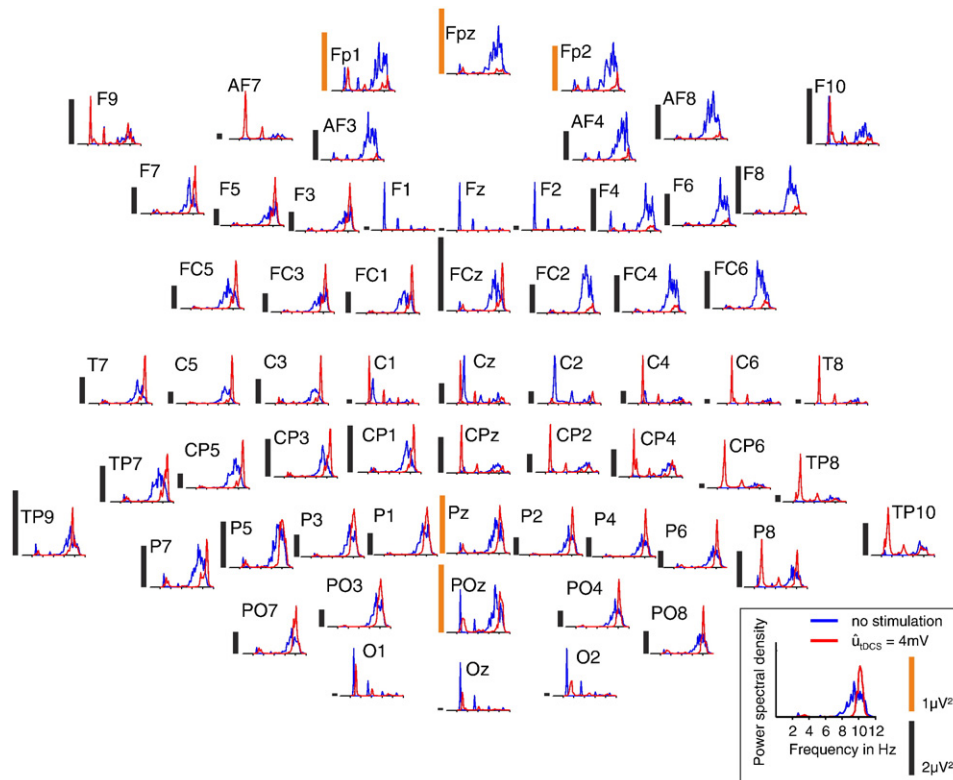 Fp1 Fpz Fp2
F9 AF7 AF3 AF4 AF8 F10
F7 F5 F3 F1 Fz F2 F4 F6 F8
FC5 FC3 FC1 FCz FC2 FC4 FC6
T7 C5 C3 C1 Cz C2 C4 C6 T8
TP7 CP5 CP3 CP1 CPz CP2 CP4 CP6 TP8
TP9 P7 P5 P3 P1 Pz P2 P4 P6 P8 TP10
PO7 PO3 POz PO4 PO8
O1 Oz O2
Power spectral density
no stimulation
û tDCS = 4mV
1µV²
2 4 6 8 10 12
Frequency in Hz
2µV²